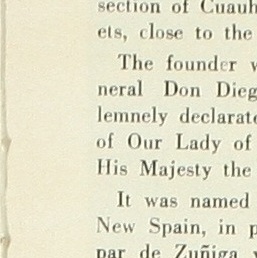 section of Cuauh
ets, close to the
The founder w
neral Don Dieg
lemnely declarate
of Our Lady of
His Majesty the
It was named
New Spain, in p
par de Zuñiga